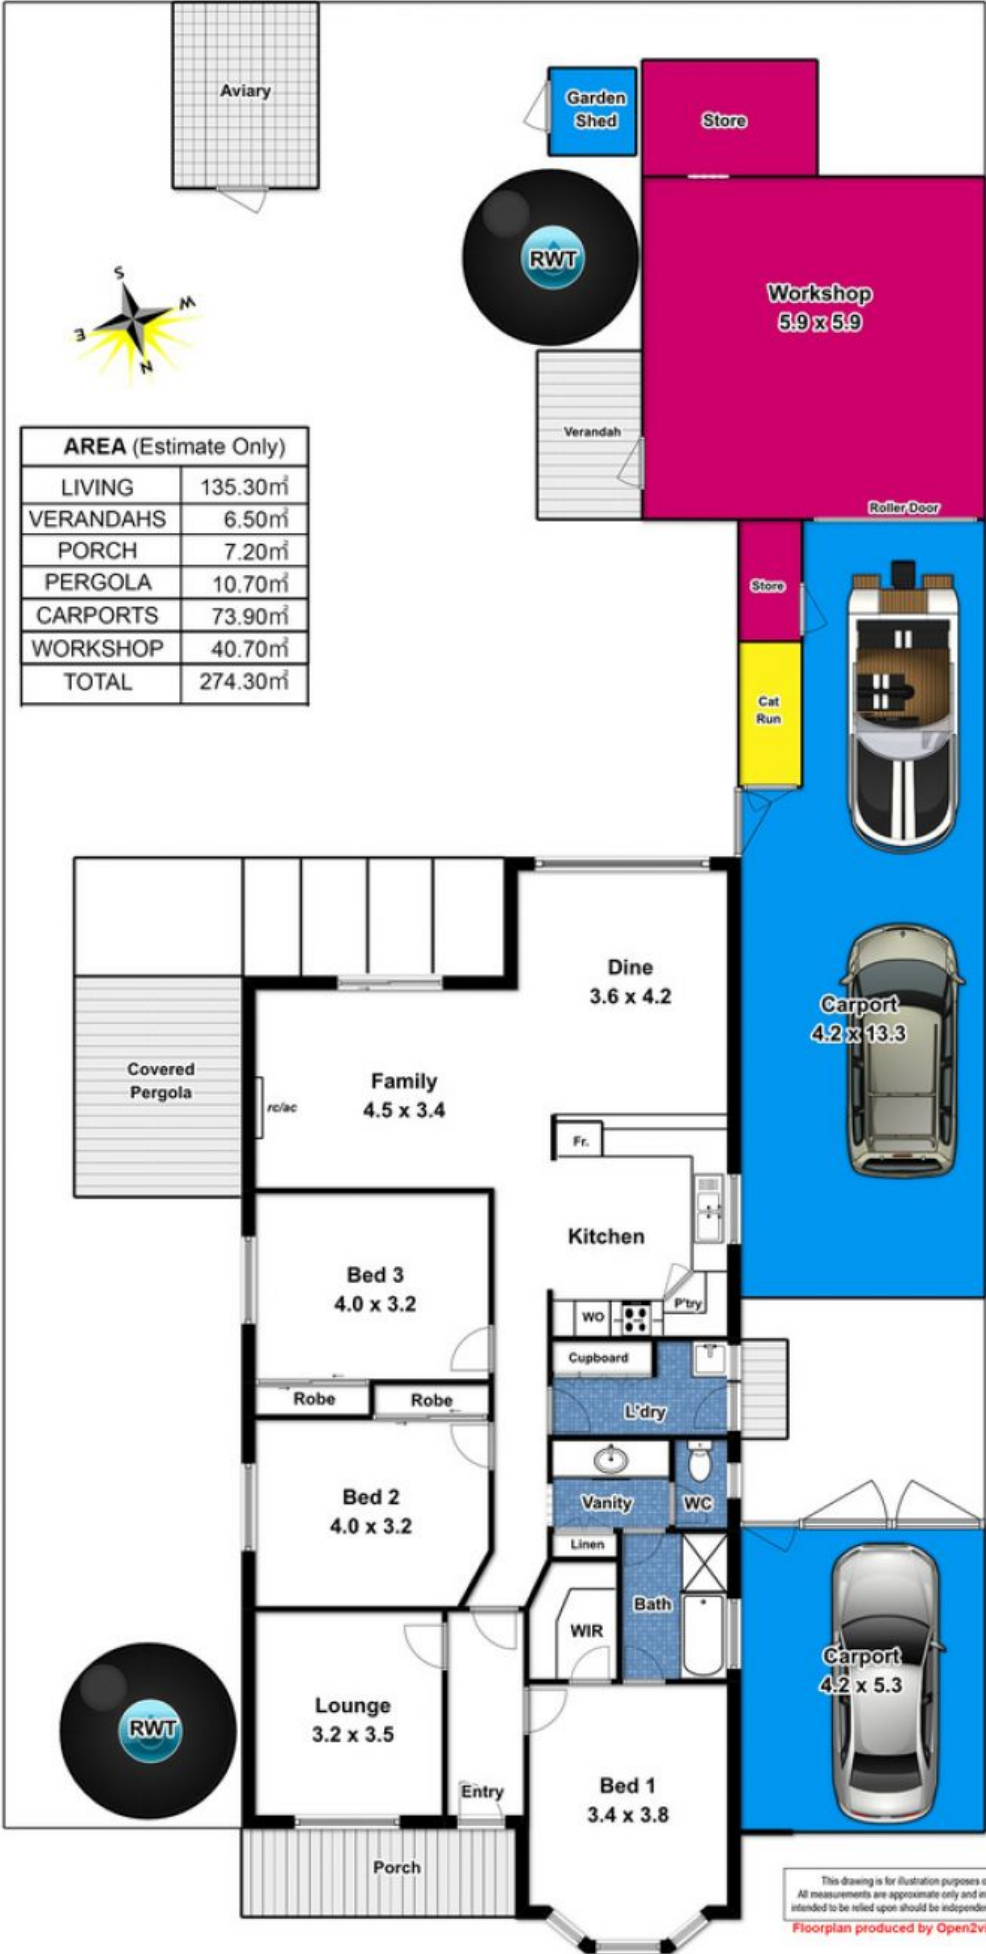 Aviary
Garden
Shed
Store
RWT
Workshop
5.9 x 5.9
S
W
E
N
Verandah
Roller Door
AREA (Estimate Only)
LIVING 135.30㎡
VERANDAHS 6.50㎡
PORCH 7.20㎡
PERGOLA 10.70㎡
CARPORTS 73.90㎡
WORKSHOP 40.70㎡
TOTAL 274.30㎡
Store
Cat
Run
Dine
3.6 x 4.2
Carport
4.2 x 13.3
Covered
Pergola
Family
4.5 x 3.4
rc/ac
Fr.
Kitchen
Bed 3
4.0 x 3.2
WO
P'try
Cupboard
Robe
Robe
L'dry
Bed 2
4.0 x 3.2
Vanity
WC
Linen
Bath
WIR
Carport
4.2 x 5.3
Lounge
3.2 x 3.5
RWT
Entry
Bed 1
3.4 x 3.8
Porch
This drawing is for illustration purposes
All measurements are approximate only and
intended to be relied upon should be
Floorplan produced by